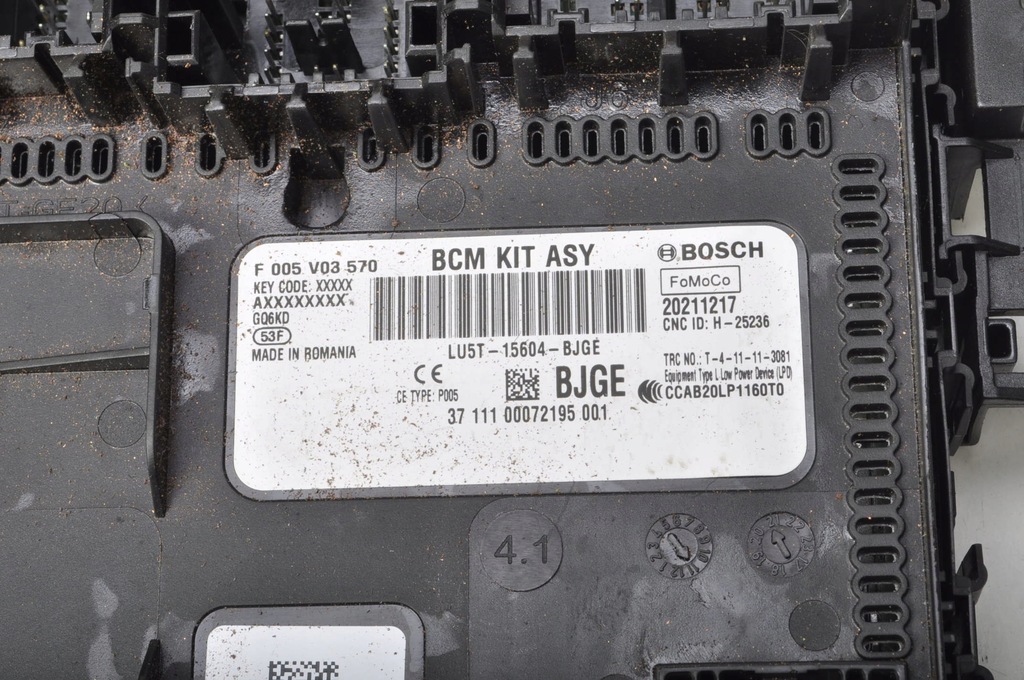 F 005 V03 570
KEY CODE: XXXXX
AXXXXXXXX
GQ6KD
53F
MADE IN ROMANIA
BCM KIT ASY
LU5T-15604-BJGE
CE
CE TYPE: P005
BJGE
37 111 00072195 001
BOSCH
FoMoCo
20211217
CNC ID: H-25236
TRC NO.: T-4-11-11-3081
Equipment Type I, Low Power Device (LPD)
CCAB20LP1160T0
4.1